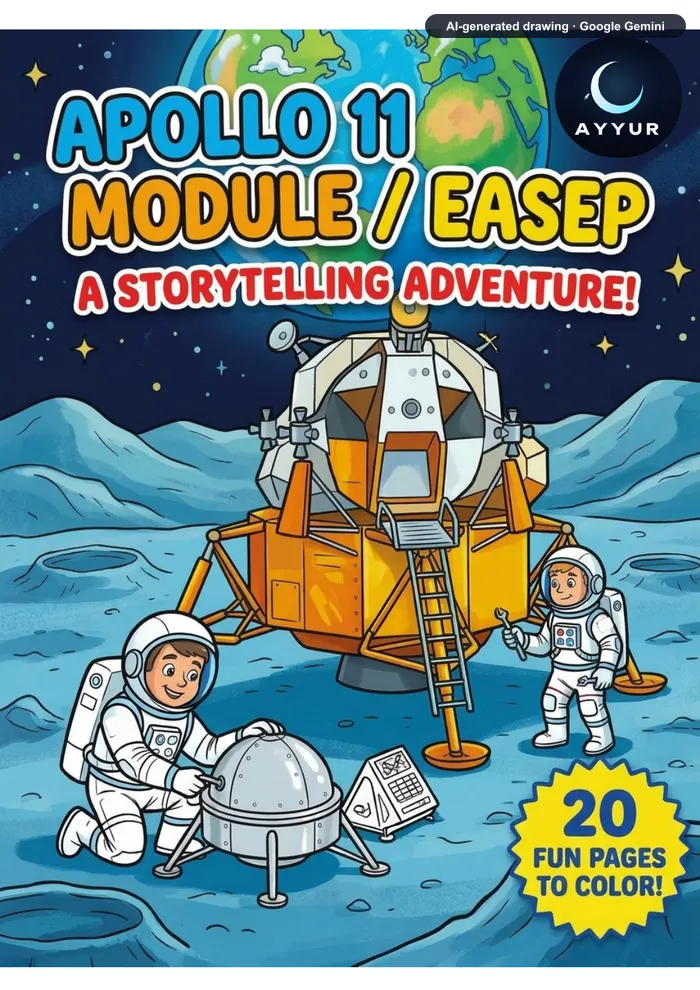 AI-generated drawing · Google Gemini
AYYUR
APOLLO 11
MODULE / EASEP
A STORYTELLING ADVENTURE!
20
FUN PAGES
TO COLOR!